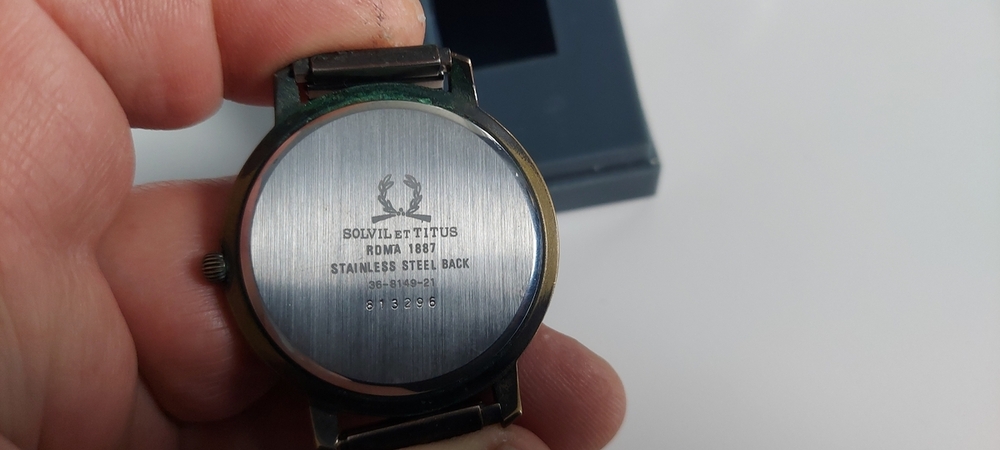 SOLVIL ET TITUS
ROMA 1887
STAINLESS STEEL BACK
36-8149-21
813296